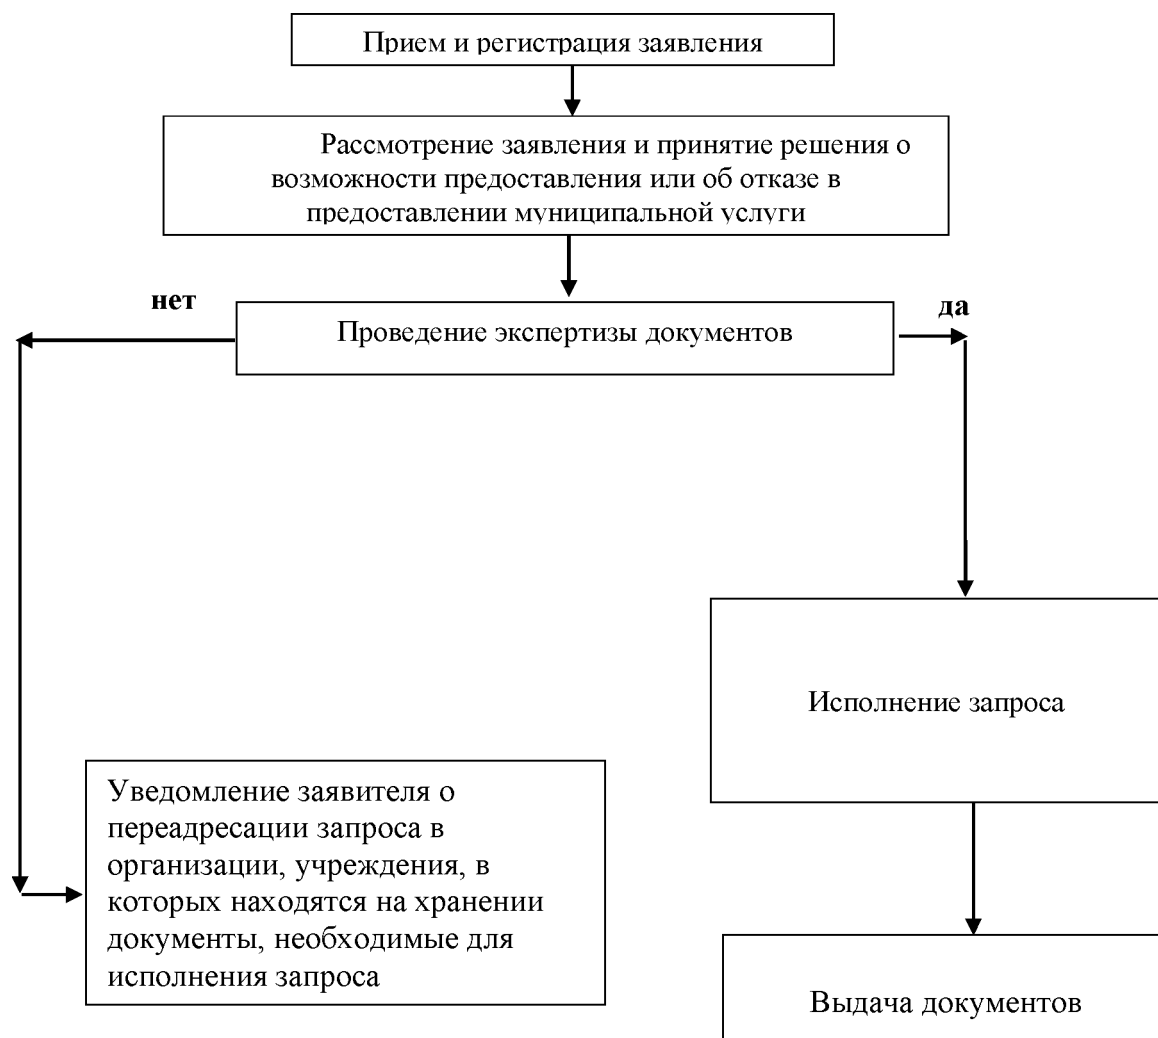 Прием и регистрация заявления
Рассмотрение заявления и принятие решения о
возможности предоставления или об отказе в
предоставлении муниципальной услуги
нет
да
Проведение экспертизы документов
Исполнение запроса
Уведомление заявителя о
переадресации запроса в
организации, учреждения, в
которых находятся на хранении
документы, необходимые для
исполнения запроса
Выдача документов